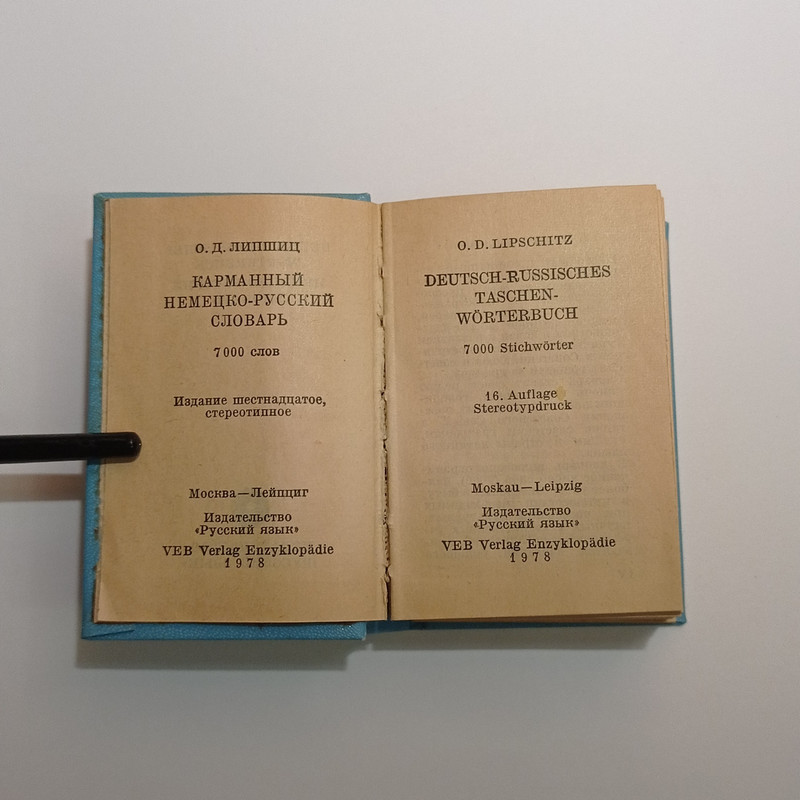 О. Д. ЛИПШИЦ
КАРМАННЫЙ
НЕМЕЦКО-РУССКИЙ
СЛОВАРЬ
7000 слов
Издание шестнадцатое,
стереотипное
Москва—Лейпциг
Издательство
«Русский язык»
VEB Verlag Enzyklopädie
1978
O. D. LIPSCHITZ
DEUTSCH-RUSSISCHES
TASCHEN-
WÖRTERBUCH
7000 Stichwörter
16. Auflage
Stereotypdruck
Moskau—Leipzig
Издательство
«Русский язык»
VEB Verlag Enzyklopädie
1978